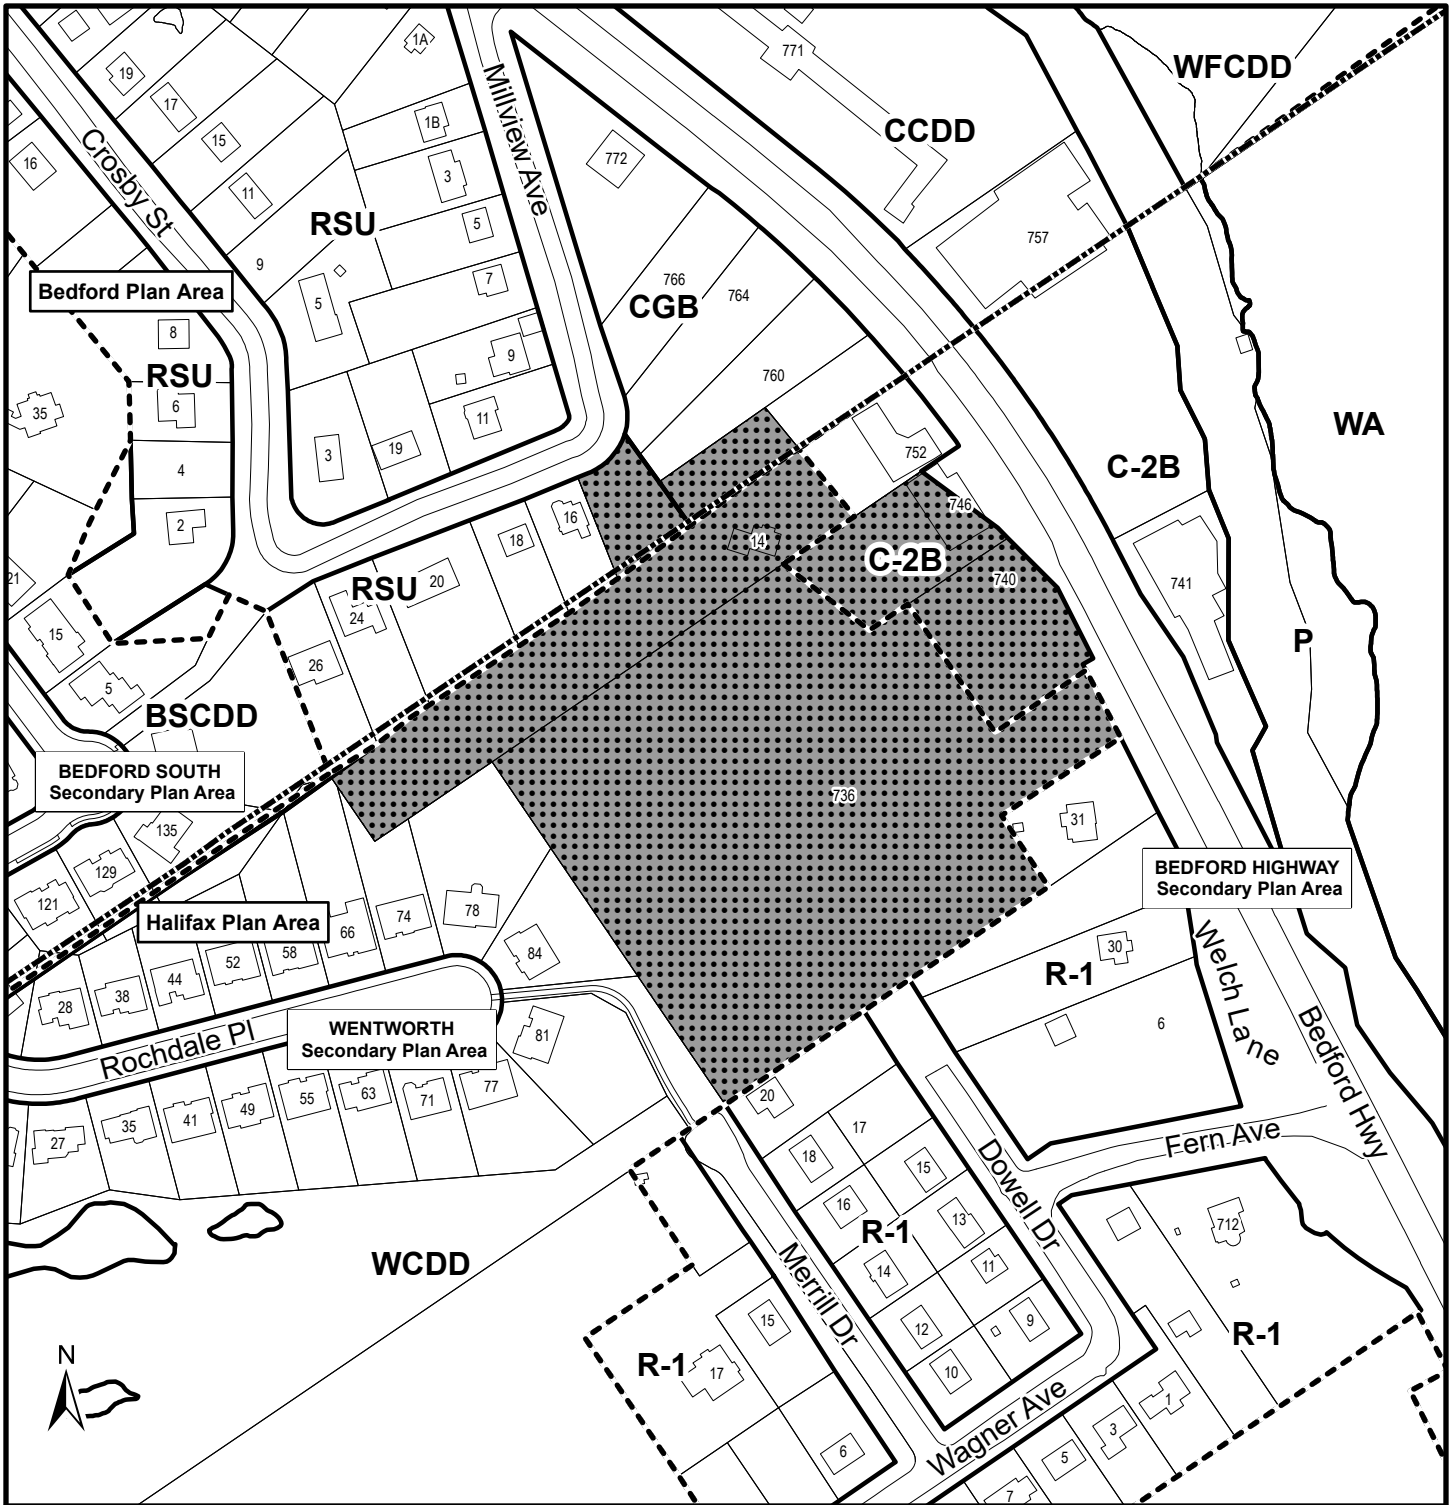 1A
771
WFCDD
19
17
Millview Ave
1B
CCDD
Crosby St
15
772
16
11
3
RSU
5
757
9
766
764
7
Bedford Plan Area
5
CGB
8
9
760
RSU
35
6
11
WA
3
19
752
4
C-2B
746
16
2
18
14
C-2B
21
RSU
20
740
741
24
15
P
26
5
BSCDD
BEDFORD SOUTH
Secondary Plan Area
736
31
135
129
BEDFORD HIGHWAY
Secondary Plan Area
121
Halifax Plan Area
66
74
78
84
58
52
44
38
28
30
R-1
Welch Lane
Bedford Hwy
WENTWORTH
Secondary Plan Area
81
6
Rochdale Pl
20
77
71
63
55
49
41
35
27
17
Fern Ave
18
15
Dowell Dr
16
13
712
R-1
WCDD
Merrill Dr
14
11
15
12
9
R-1
N
R-1
17
10
1
Wagner Ave
3
6
5
7